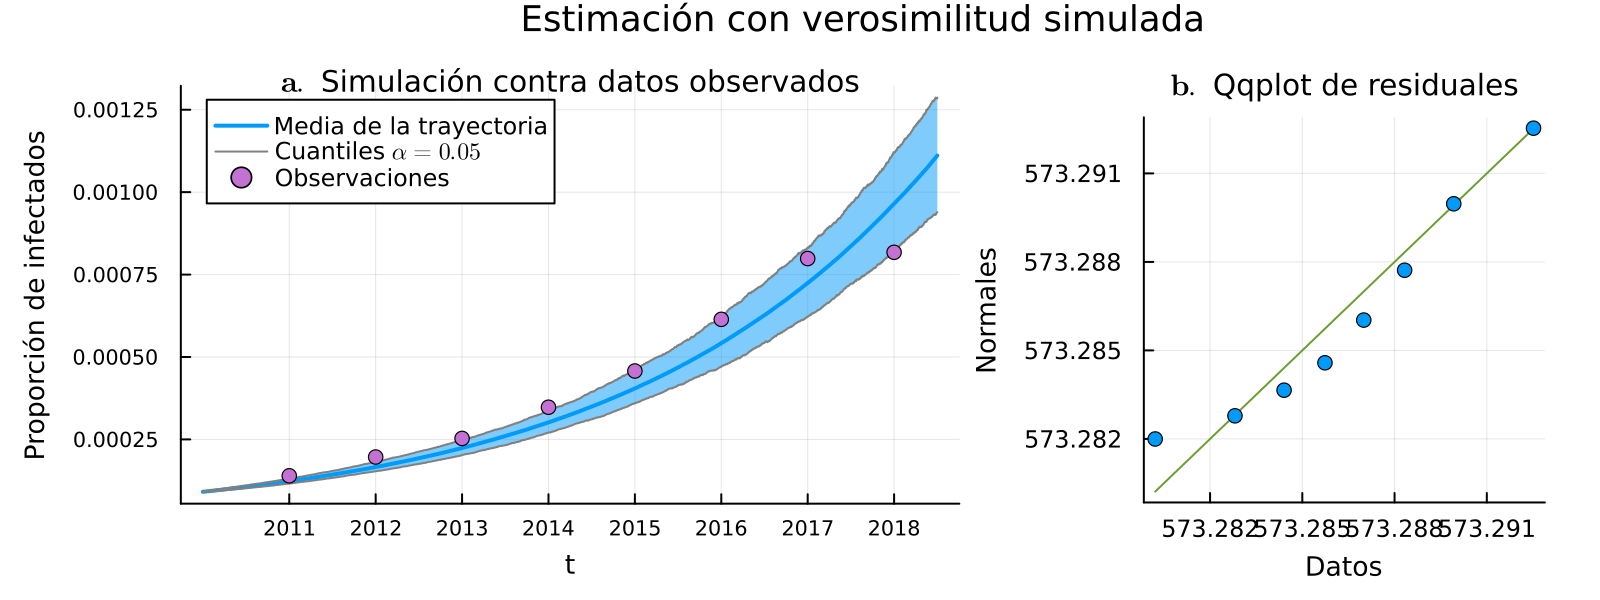 Estimación con verosimilitud simulada
a. Simulación contra datos observados
Media de la trayectoria
Cuantiles α = 0.05
Observaciones
Proporción de infectados
0.00125
0.00100
0.00075
0.00050
0.00025
2011 2012 2013 2014 2015 2016 2017 2018
t
b. Qqplot de residuales
Normales
573.291
573.288
573.285
573.282
573.282 573.285 573.288 573.291
Datos